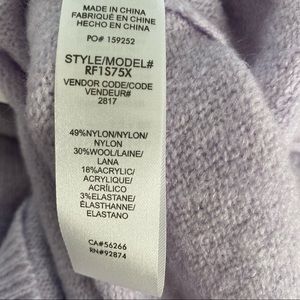 MADE IN CHINA
FABRIQUÉ EN CHINE
HECHO EN CHINA
PO# 159252
STYLE/MODEL#
RF1S75X
VENDOR CODE/CODE
VENDEUR#
2817
49%NYLON/NYLON/
NYLON
30%WOOL/LAINE/
LANA
18%ACRYLIC/
ACRYLIQUE/
ACRÍLICO
3%ELASTANE/
ÉLASTHANNE/
ELASTANO
CA#56266
RN#92874